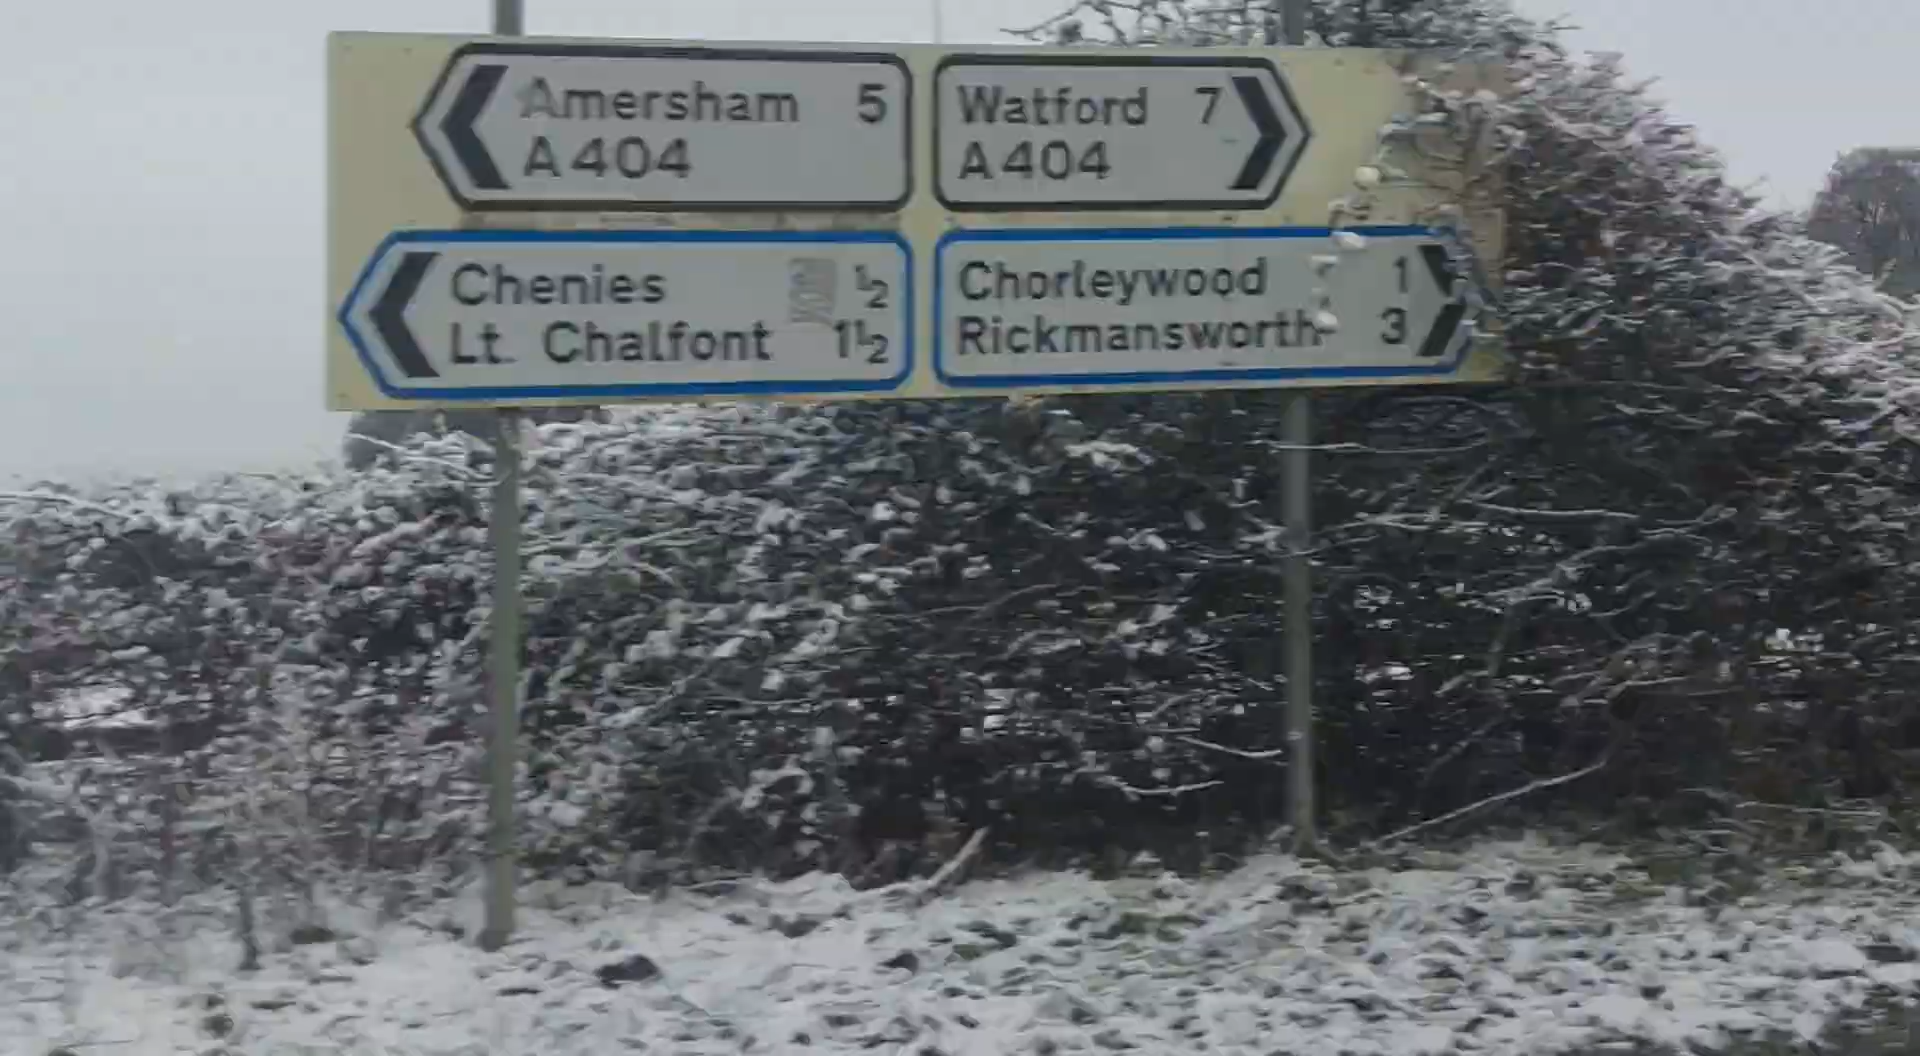 Amersham 5
A404
Watford 7
A404
Chenies ½
Lt. Chalfont 1½
Chorleywood 1
Rickmansworth 3